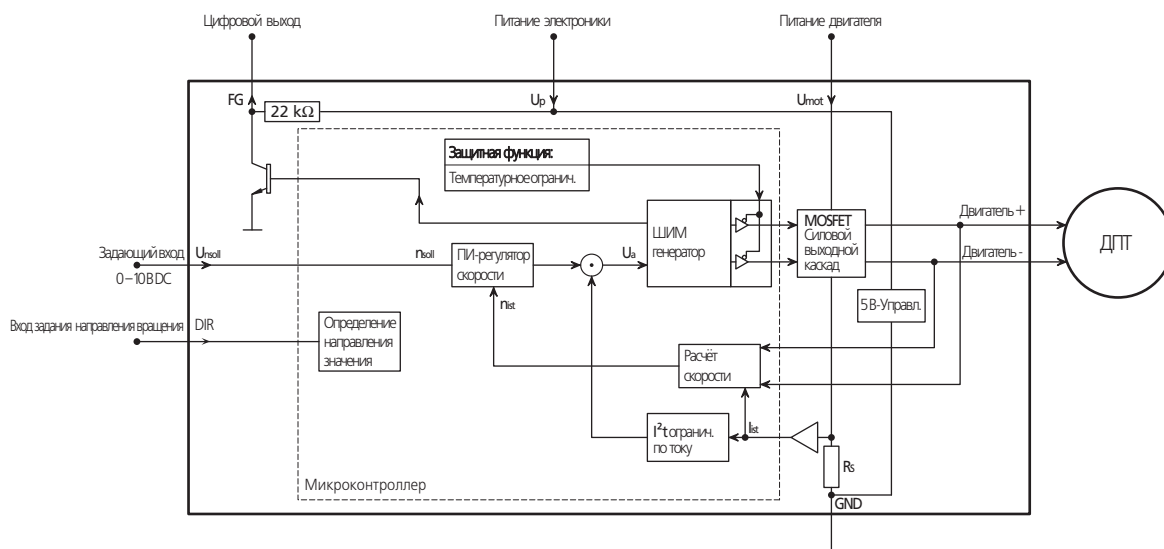 Цифровой выход
Питание электроники
Питание двигателя
FG
22 kΩ
Up
Umot
Защитная функция:
Температурное огранич.
Задающий вход
0–10В DC
Unsoll
nsoll
ПИ-регулятор
скорости
Ua
ШИМ
генератор
MOSFET
Силовой
выходной
каскад
Двигатель +
Двигатель -
ДПТ
nist
5 В-Управл.
Вход задания направления вращения
DIR
Определение
направления
значения
Расчёт
скорости
I²t огранич.
по току
Iist
Rs
Микроконтроллер
GND